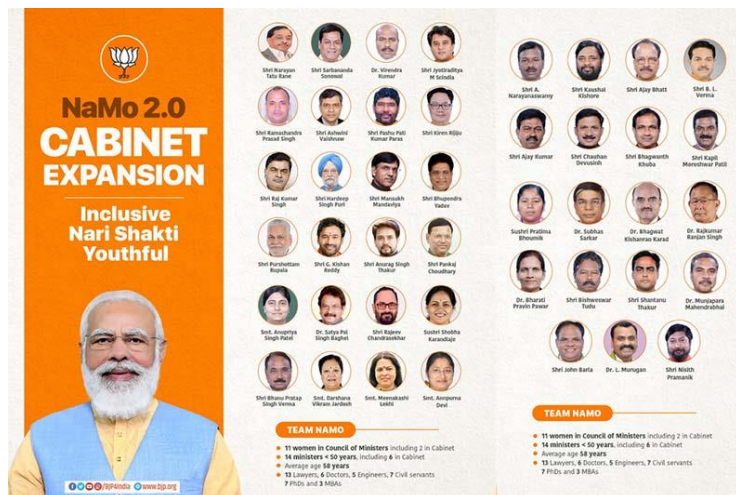 NaMo 2.0
CABINET
EXPANSION
Inclusive
Nari Shakti
Youthful
@BJP4India www.bjp.org
Shri Narayan
Tatu Rane
Shri Sarbananda
Sonowal
Dr. Virendra
Kumar
Shri Jyotiraditya
M Scindia
Shri Ramachandra
Prasad Singh
Shri Ashwini
Vaishnaw
Shri Pashu Pati
Kumar Paras
Shri Kiren Rijiju
Shri Raj Kumar
Singh
Shri Hardeep
Singh Puri
Shri Mansukh
Mandaviya
Shri Bhupendra
Yadav
Shri Purshottam
Rupala
Shri G. Kishan
Reddy
Shri Anurag Singh
Thakur
Shri Pankaj
Choudhary
Smt. Anupriya
Singh Patel
Dr. Satya Pal
Singh Baghel
Shri Rajeev
Chandrasekhar
Sushri Shobha
Karandlaje
Shri Bhanu Pratap
Singh Verma
Smt. Darshana
Vikram Jardosh
Smt. Meenakashi
Lekhi
Smt. Annpurna
Devi
TEAM NAMO
11 women in Council of Ministers including 2 in Cabinet
14 ministers < 50 years, including 6 in Cabinet
Average age 58 years
13 Lawyers, 6 Doctors, 5 Engineers, 7 Civil servants
7 PhDs and 3 MBAs
Shri A.
Narayanaswamy
Shri Kaushal
Kishore
Shri Ajay Bhatt
Shri B. L.
Verma
Shri Ajay Kumar
Shri Chauhan
Devusinh
Shri Bhagwanth
Khuba
Shri Kapil
Moreshwar Patil
Sushri Pratima
Bhoumik
Dr. Subhas
Sarkar
Dr. Bhagwat
Kishanrao Karad
Dr. Rajkumar
Ranjan Singh
Dr. Bharati
Pravin Pawar
Shri Bishweswar
Tudu
Shri Shantanu
Thakur
Dr. Munjapara
Mahendrabhai
Shri John Barla
Dr. L. Murugan
Shri Nisith
Pramanik
TEAM NAMO
11 women in Council of Ministers including 2 in Cabinet
14 ministers < 50 years, including 6 in Cabinet
Average age 58 years
13 Lawyers, 6 Doctors, 5 Engineers, 7 Civil servants
7 PhDs and 3 MBAs